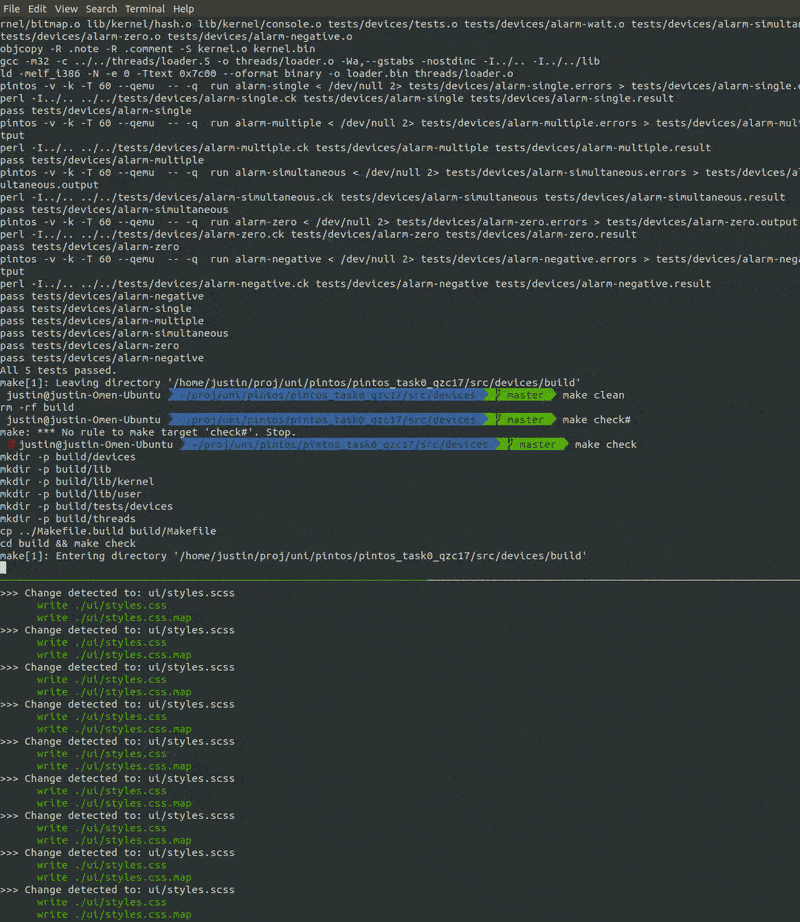 File Edit View Search Terminal Help
rnel/bitmap.o lib/kernel/hash.o lib/kernel/console.o tests/devices/tests.o tests/devices/alarm-wait.o tests/devices/alarm-simultan
tests/devices/alarm-zero.o tests/devices/alarm-negative.o
objcopy -R .note -R .comment -S kernel.o kernel.bin
gcc -m32 -c ../../threads/loader.S -o threads/loader.o -Wa,--gstabs -nostdinc -I../.. -I../../lib
ld -melf_i386 -N -e 0 -Ttext 0x7c00 --oformat binary -o loader.bin threads/loader.o
pintos -v -k -T 60 --qemu  -- -q  run alarm-single < /dev/null 2> tests/devices/alarm-single.errors > tests/devices/alarm-single.o
perl -I../.. ../../tests/devices/alarm-single.ck tests/devices/alarm-single tests/devices/alarm-single.result
pass tests/devices/alarm-single
pintos -v -k -T 60 --qemu  -- -q  run alarm-multiple < /dev/null 2> tests/devices/alarm-multiple.errors > tests/devices/alarm-mult
tput
perl -I../.. ../../tests/devices/alarm-multiple.ck tests/devices/alarm-multiple tests/devices/alarm-multiple.result
pass tests/devices/alarm-multiple
pintos -v -k -T 60 --qemu  -- -q  run alarm-simultaneous < /dev/null 2> tests/devices/alarm-simultaneous.errors > tests/devices/al
ultaneous.output
perl -I../.. ../../tests/devices/alarm-simultaneous.ck tests/devices/alarm-simultaneous tests/devices/alarm-simultaneous.result
pass tests/devices/alarm-simultaneous
pintos -v -k -T 60 --qemu  -- -q  run alarm-zero < /dev/null 2> tests/devices/alarm-zero.errors > tests/devices/alarm-zero.output
perl -I../.. ../../tests/devices/alarm-zero.ck tests/devices/alarm-zero tests/devices/alarm-zero.result
pass tests/devices/alarm-zero
pintos -v -k -T 60 --qemu  -- -q  run alarm-negative < /dev/null 2> tests/devices/alarm-negative.errors > tests/devices/alarm-nega
tput
perl -I../.. ../../tests/devices/alarm-negative.ck tests/devices/alarm-negative tests/devices/alarm-negative.result
pass tests/devices/alarm-negative
pass tests/devices/alarm-single
pass tests/devices/alarm-multiple
pass tests/devices/alarm-simultaneous
pass tests/devices/alarm-zero
pass tests/devices/alarm-negative
All 5 tests passed.
make[1]: Leaving directory '/home/justin/proj/uni/pintos/pintos_task0_qzc17/src/devices/build'
justin@justin-Omen-Ubuntu ~/proj/uni/pintos/pintos_task0_qzc17/src/devices master make clean
rm -rf build
justin@justin-Omen-Ubuntu ~/proj/uni/pintos/pintos_task0_qzc17/src/devices master make check#
make: *** No rule to make target 'check#'. Stop.
justin@justin-Omen-Ubuntu ~/proj/uni/pintos/pintos_task0_qzc17/src/devices master make check
mkdir -p build/devices
mkdir -p build/lib
mkdir -p build/lib/kernel
mkdir -p build/lib/user
mkdir -p build/tests/devices
mkdir -p build/threads
cp ../Makefile.build build/Makefile
cd build && make check
make[1]: Entering directory '/home/justin/proj/uni/pintos/pintos_task0_qzc17/src/devices/build'
>>> Change detected to: ui/styles.scss
write ./ui/styles.css
write ./ui/styles.css.map
>>> Change detected to: ui/styles.scss
write ./ui/styles.css
write ./ui/styles.css.map
>>> Change detected to: ui/styles.scss
write ./ui/styles.css
write ./ui/styles.css.map
>>> Change detected to: ui/styles.scss
write ./ui/styles.css
write ./ui/styles.css.map
>>> Change detected to: ui/styles.scss
write ./ui/styles.css
write ./ui/styles.css.map
>>> Change detected to: ui/styles.scss
write ./ui/styles.css
write ./ui/styles.css.map
>>> Change detected to: ui/styles.scss
write ./ui/styles.css
write ./ui/styles.css.map
>>> Change detected to: ui/styles.scss
write ./ui/styles.css
write ./ui/styles.css.map
>>> Change detected to: ui/styles.scss
write ./ui/styles.css
write ./ui/styles.css.map